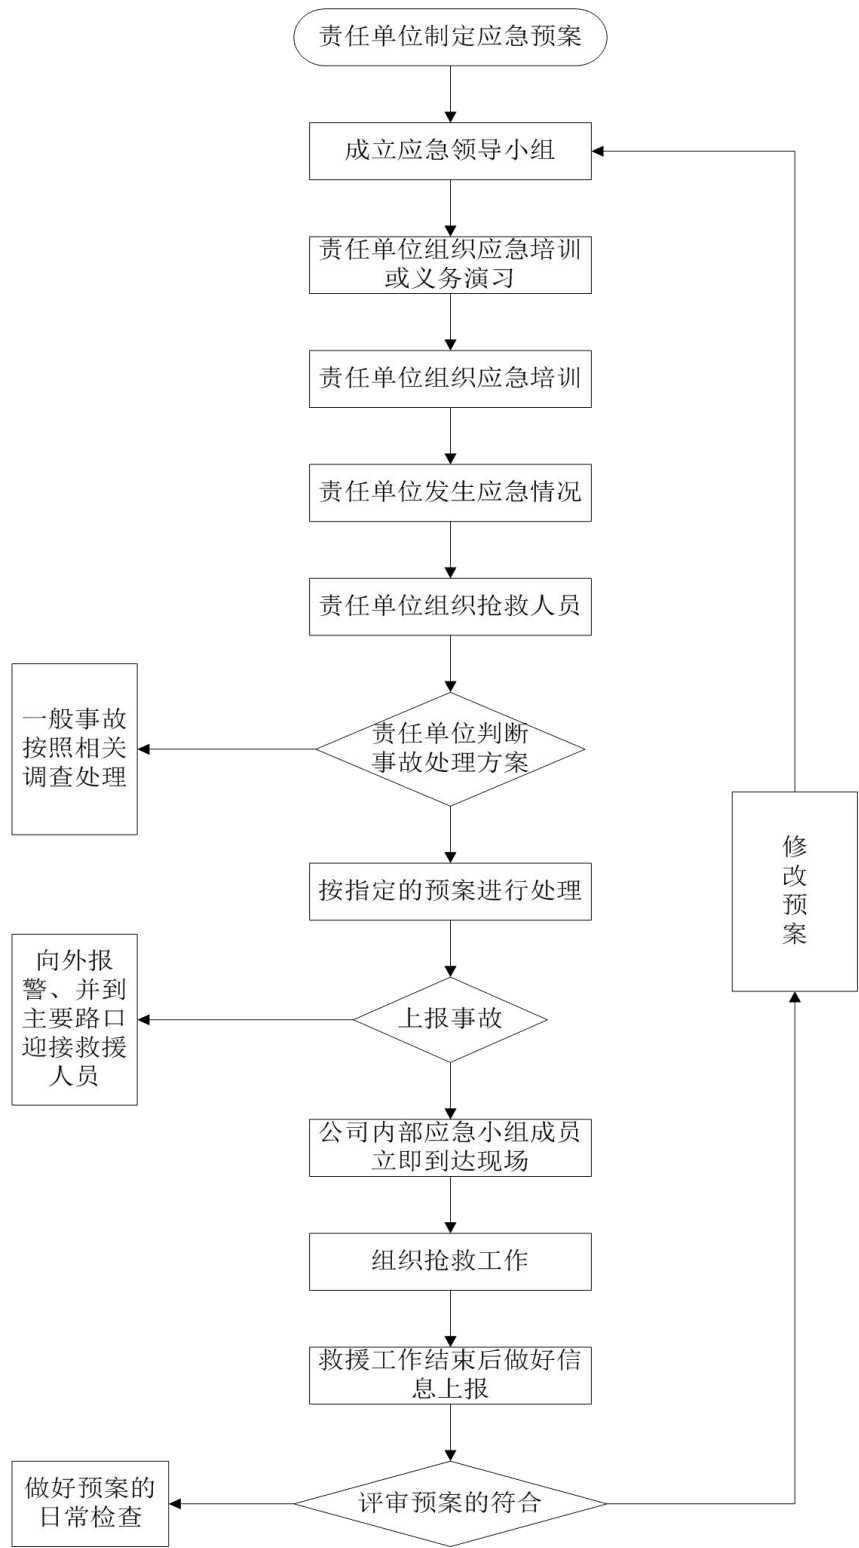 责任单位制定应急预案
成立应急领导小组
责任单位组织应急培训
或义务演习
责任单位组织应急培训
责任单位发生应急情况
责任单位组织抢救人员
一般事故
按照相关
调查处理
责任单位判断
事故处理方案
修
改
预
案
按指定的预案进行处理
向外报
警、并到
主要路口
迎接救援
人员
上报事故
公司内部应急小组成员
立即到达现场
组织抢救工作
救援工作结束后做好信
息上报
做好预案的
日常检查
评审预案的符合